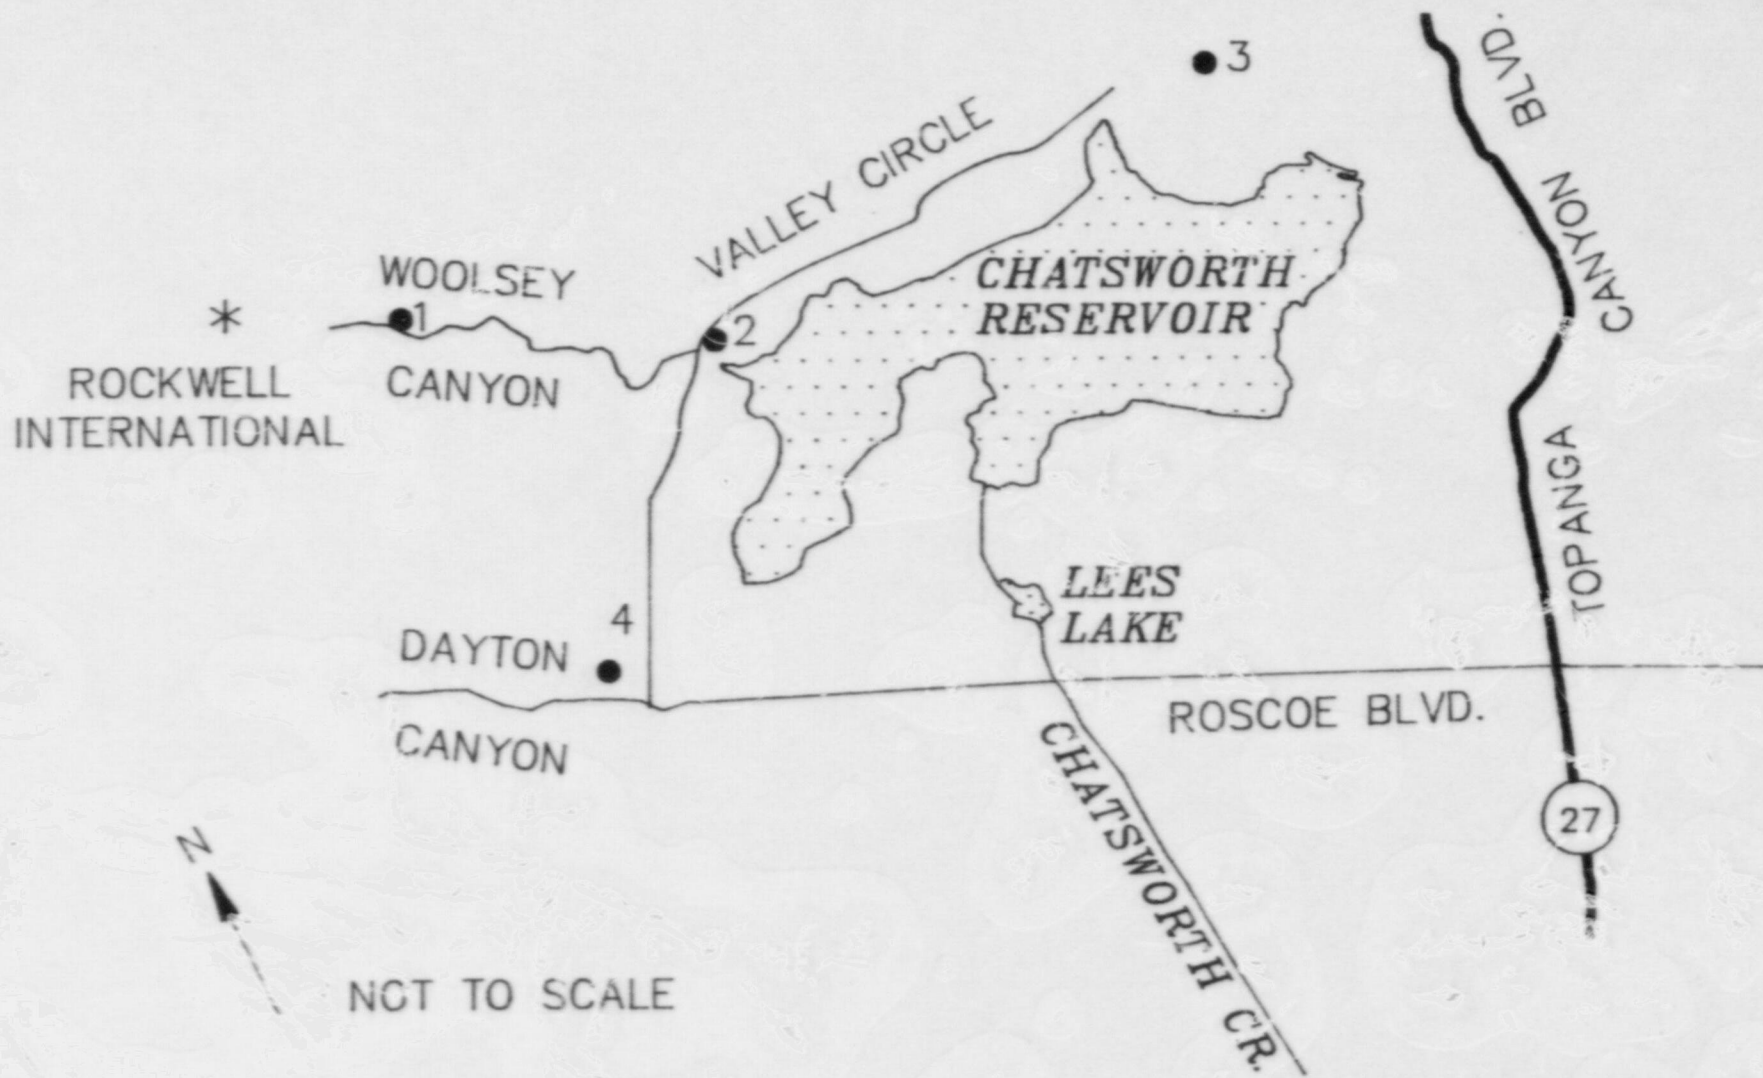 3
BLVD.
CANYON
TOPANGA
VALLEY CIRCLE
WOOLSEY
CANYON
1
2
*
ROCKWELL
INTERNATIONAL
CHATSWORTH
RESERVOIR
LEES
LAKE
4
DAYTON
CANYON
ROSCOE BLVD.
27
CHATSWORTH CR.
N
NOT TO SCALE